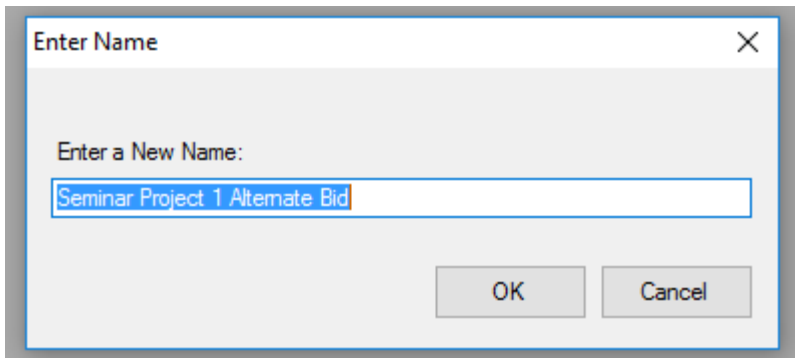 Enter Name
Enter a New Name:
Seminar Project 1 Alternate Bid
OK Cancel